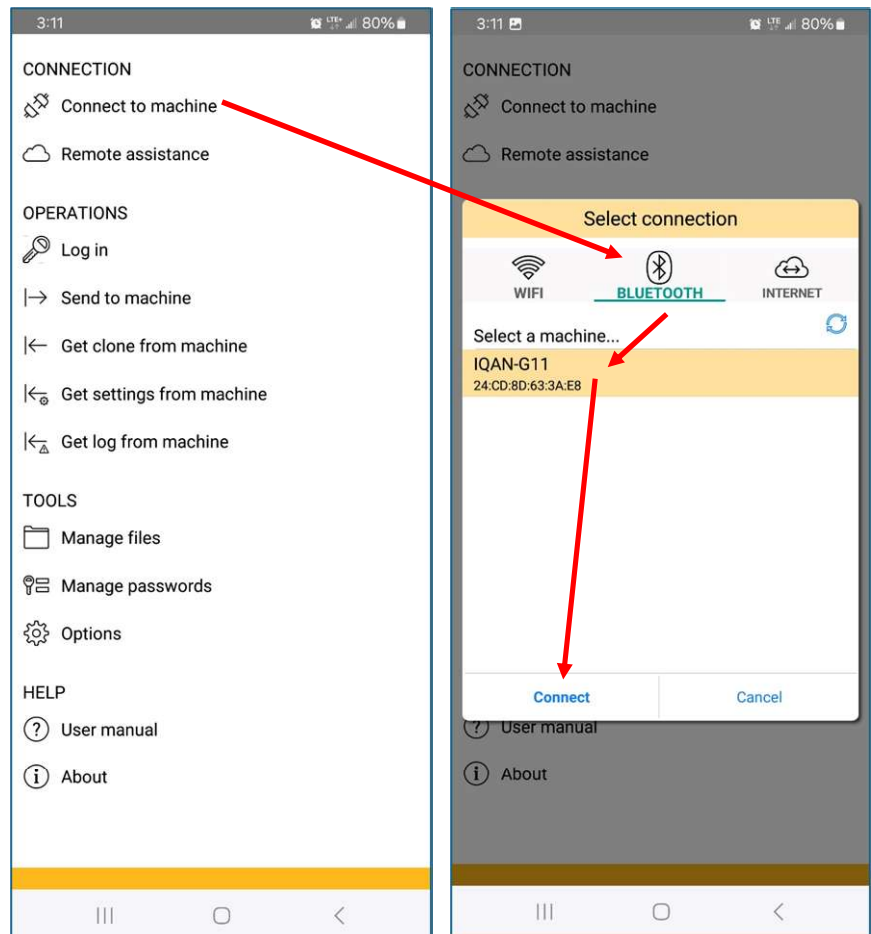 3:11 LTE+ 80%
CONNECTION
Connect to machine
Remote assistance
OPERATIONS
Log in
Send to machine
Get clone from machine
Get settings from machine
Get log from machine
TOOLS
Manage files
Manage passwords
Options
HELP
? User manual
i About
3:11 LTE 80%
CONNECTION
Connect to machine
Remote assistance
Select connection
WIFI BLUETOOTH INTERNET
Select a machine...
IQAN-G11
24:CD:8D:63:3A:E8
Connect Cancel
? User manual
i About